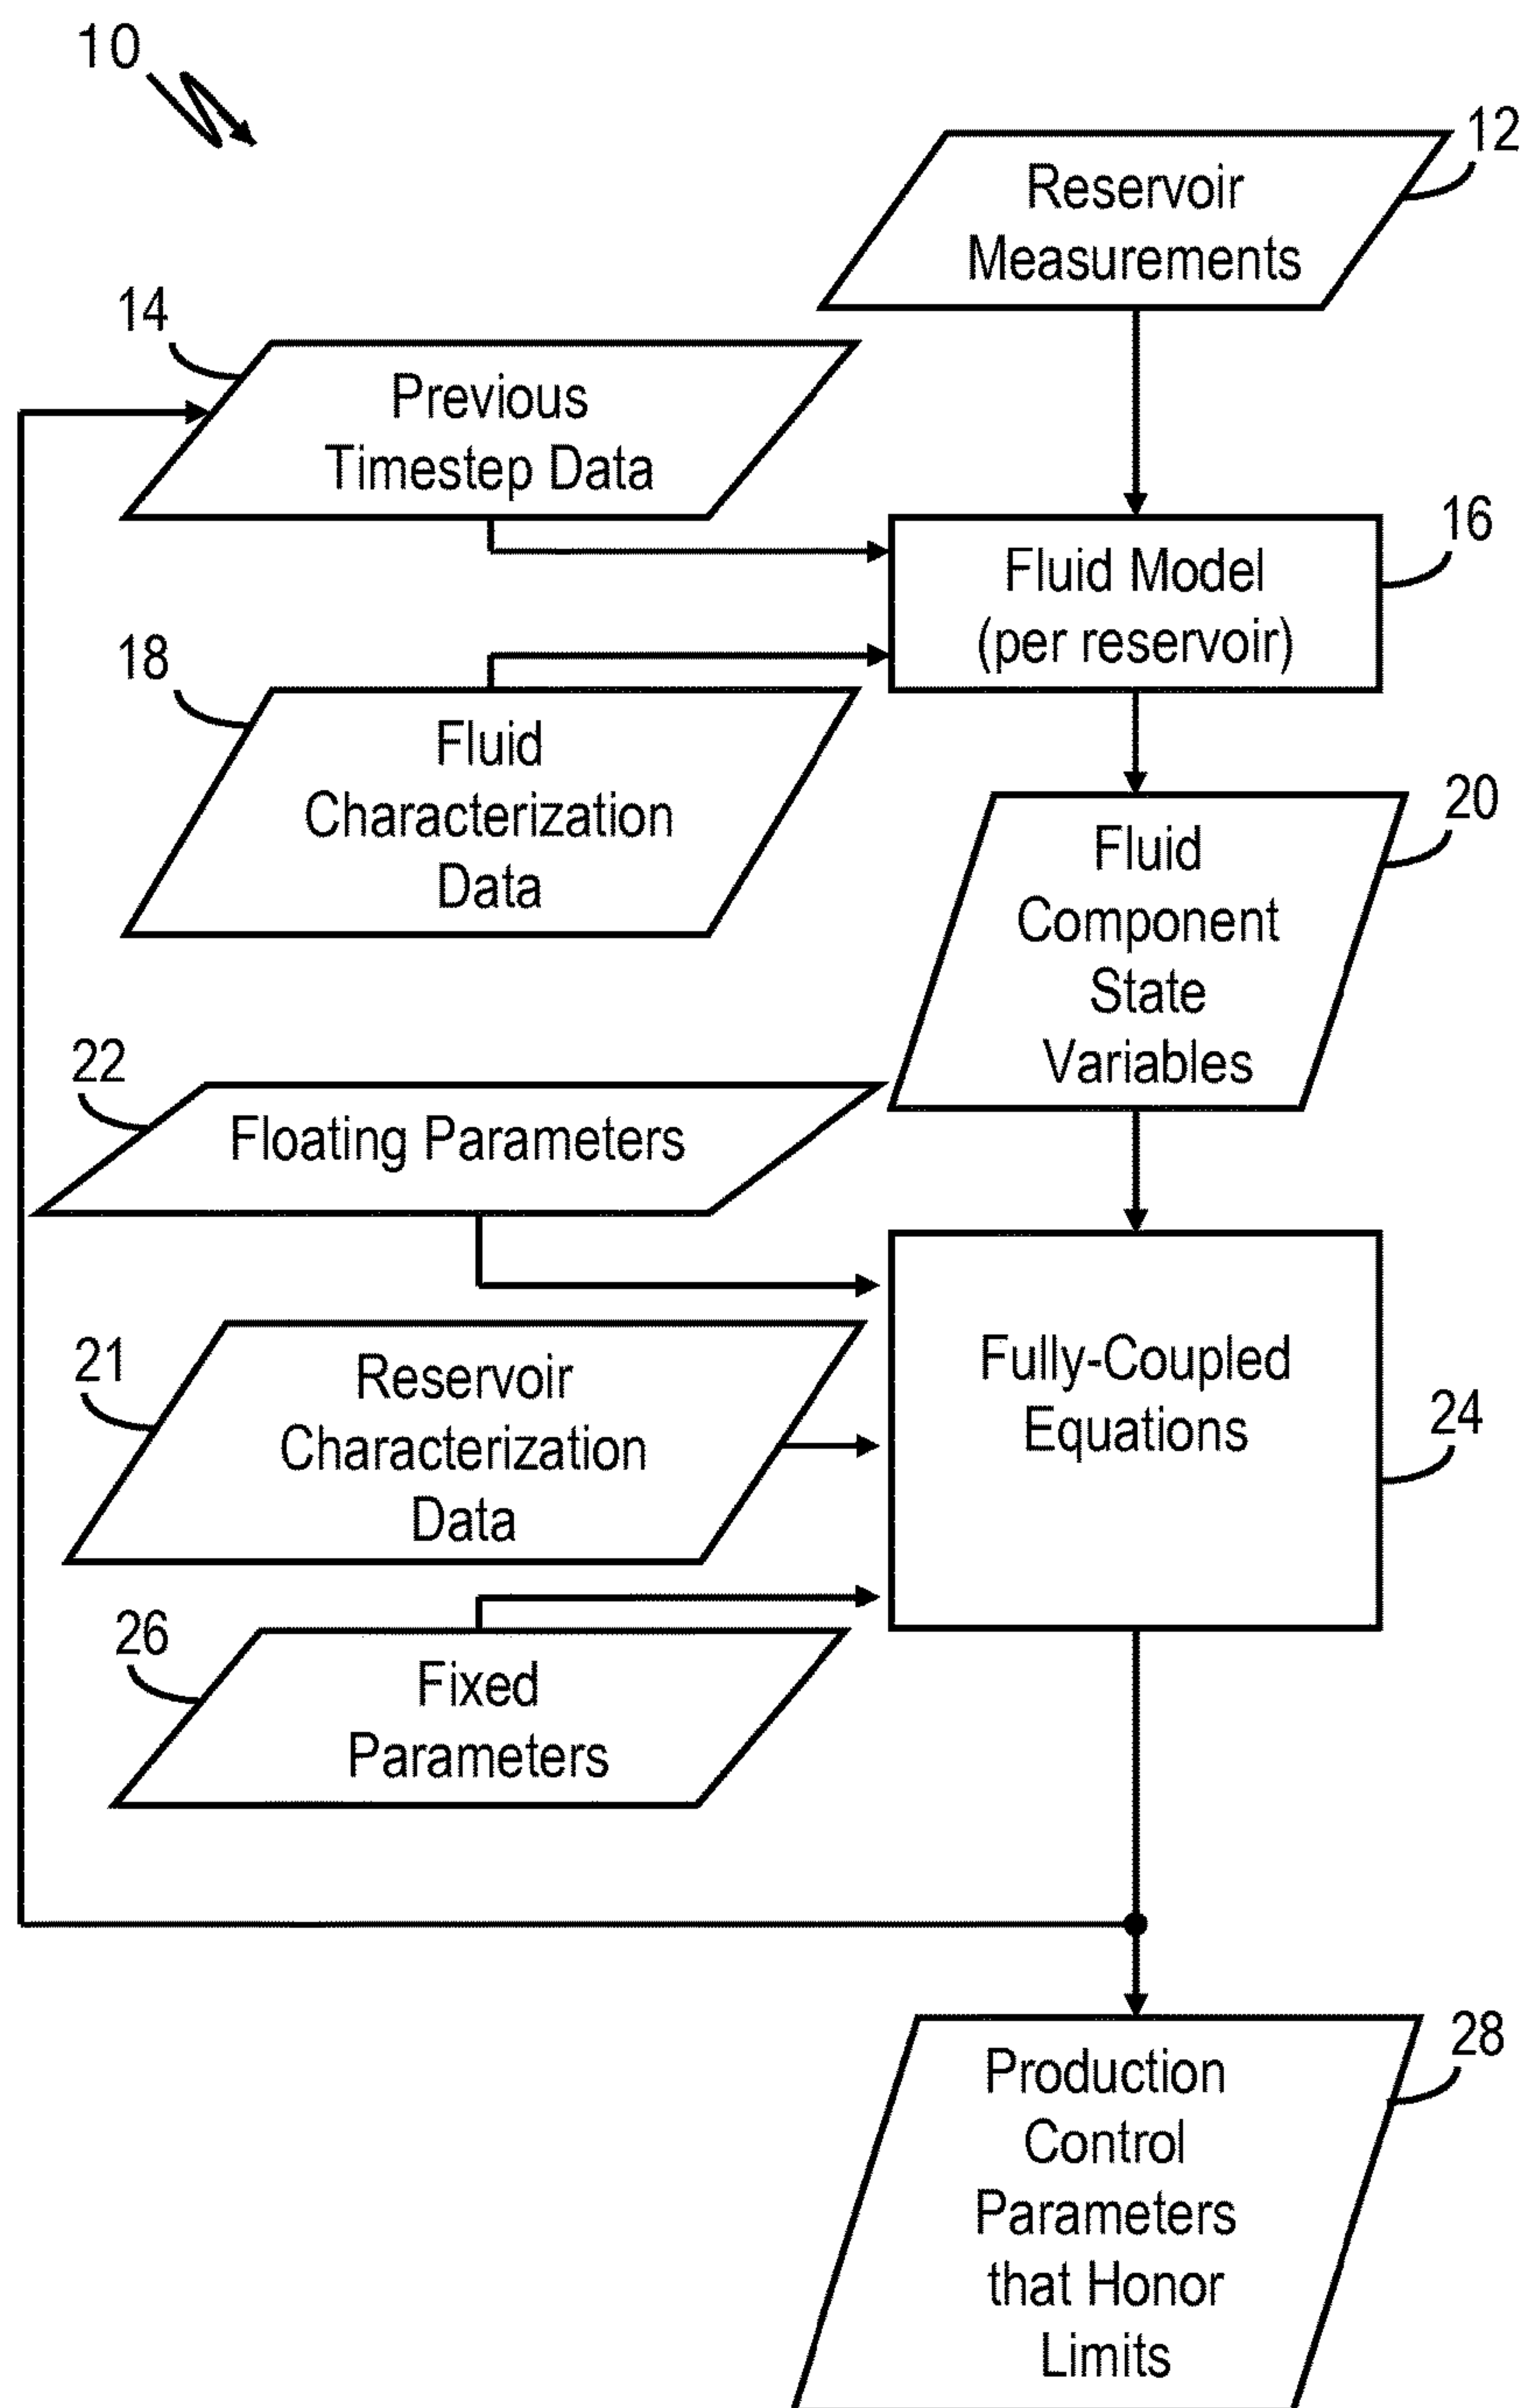 10
12
Reservoir
Measurements
14
Previous
Timestep Data
16
Fluid Model
(per reservoir)
18
Fluid
Characterization
Data
20
Fluid
Component
State
Variables
22
Floating Parameters
21
Reservoir
Characterization
Data
Fully-Coupled
Equations
24
26
Fixed
Parameters
28
Production
Control
Parameters
that Honor
Limits